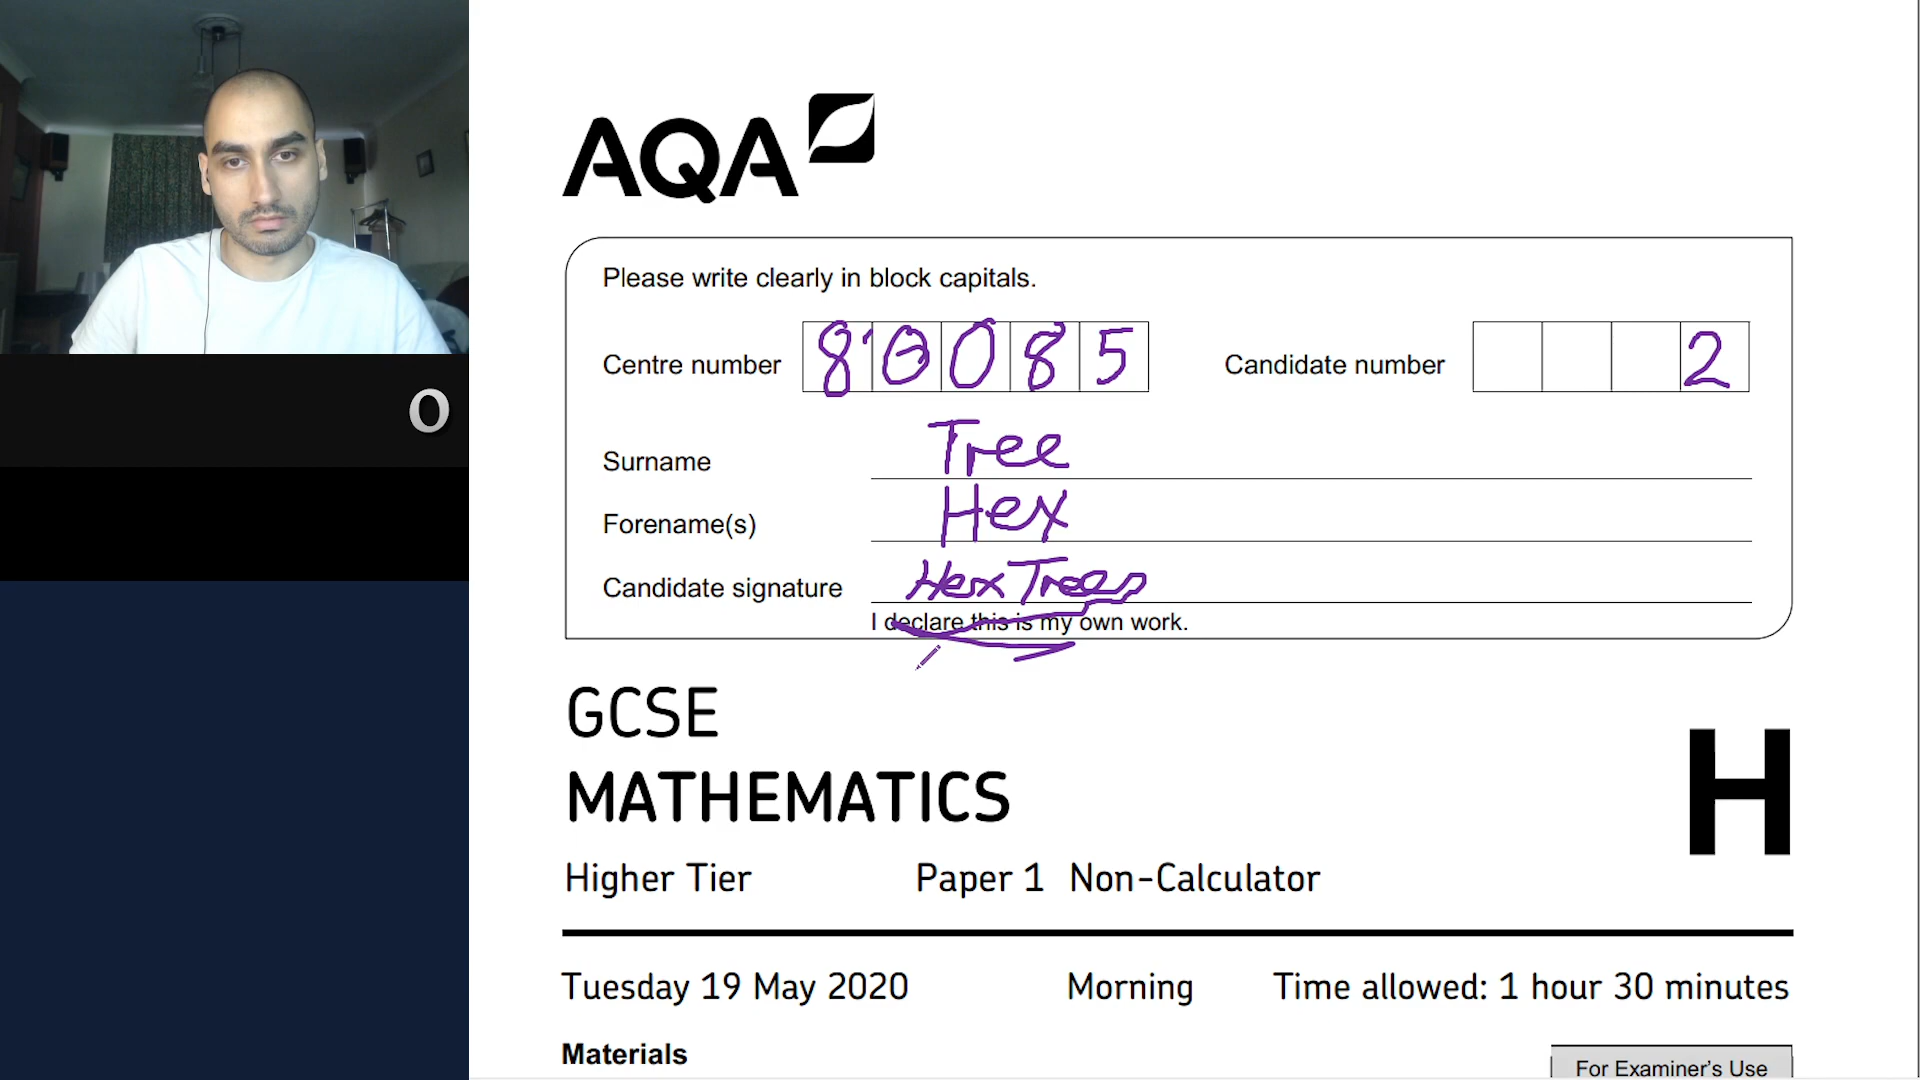 0
AQA
Please write clearly in block capitals.
Centre number 8 0 0 8 5 Candidate number 2
Surname Tree
Forename(s) Hex
Candidate signature Hex Tree
I declare this is my own work.
GCSE
MATHEMATICS
H
Higher Tier Paper 1 Non-Calculator
Tuesday 19 May 2020 Morning Time allowed: 1 hour 30 minutes
Materials
For Examiner's Use